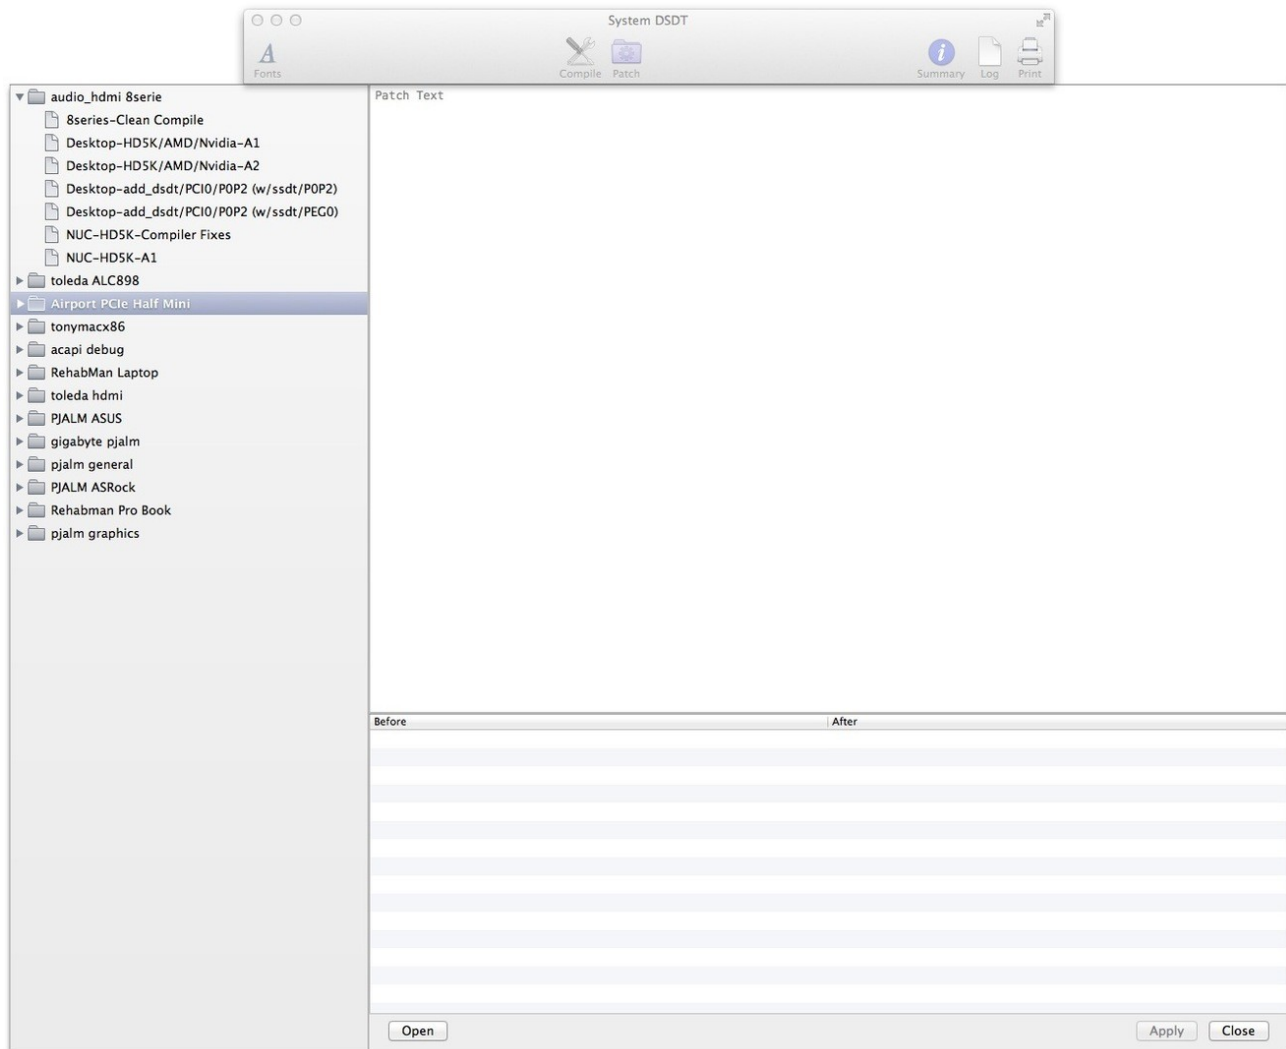 System DSDT
Fonts
Compile
Patch
Summary
Log
Print
audio_hdmi 8serie
8series-Clean Compile
Desktop-HD5K/AMD/Nvidia-A1
Desktop-HD5K/AMD/Nvidia-A2
Desktop-add_dsdt/PCI0/P0P2 (w/ssdt/P0P2)
Desktop-add_dsdt/PCI0/P0P2 (w/ssdt/PEG0)
NUC-HD5K-Compiler Fixes
NUC-HD5K-A1
toleda ALC898
Airport PCIe Half Mini
tonymacx86
acapi debug
RehabMan Laptop
toleda hdmi
PJALM ASUS
gigabyte pjalm
pjalm general
PJALM ASRock
Rehabman Pro Book
pjalm graphics
Patch Text
Before
After
Open
Apply
Close